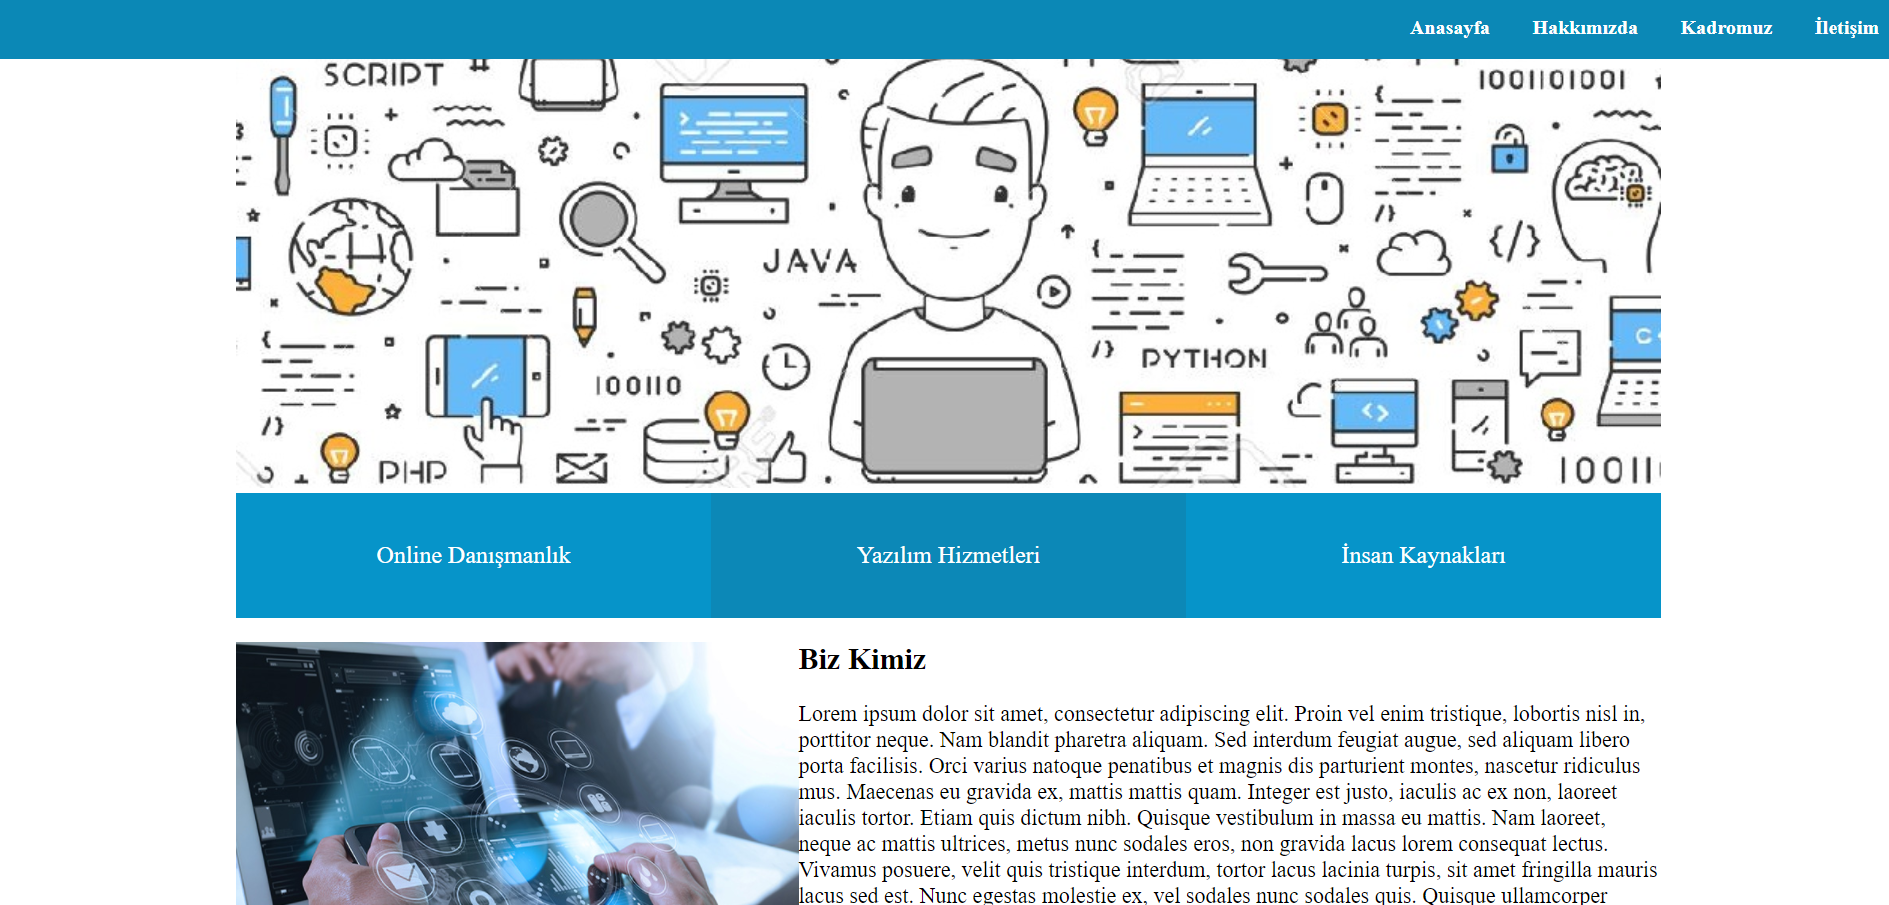 Anasayfa Hakkımızda Kadromuz İletişim
SCRIPT
1001101001
JAVA
PYTHON
100110
PHP
10011
Online Danışmanlık Yazılım Hizmetleri İnsan Kaynakları
Biz Kimiz
Lorem ipsum dolor sit amet, consectetur adipiscing elit. Proin vel enim tristique, lobortis nisl in,
porttitor neque. Nam blandit pharetra aliquam. Sed interdum feugiat augue, sed aliquam libero
porta facilisis. Orci varius natoque penatibus et magnis dis parturient montes, nascetur ridiculus
mus. Maecenas eu gravida ex, mattis mattis quam. Integer est justo, iaculis ac ex non, laoreet
iaculis tortor. Etiam quis dictum nibh. Quisque vestibulum in massa eu mattis. Nam laoreet,
neque ac mattis ultrices, metus nunc sodales eros, non gravida lacus lorem consequat lectus.
Vivamus posuere, velit quis tristique interdum, tortor lacus lacinia turpis, sit amet fringilla mauris
lacus sed est. Nunc egestas molestie ex, vel sodales nunc sodales quis. Quisque ullamcorper